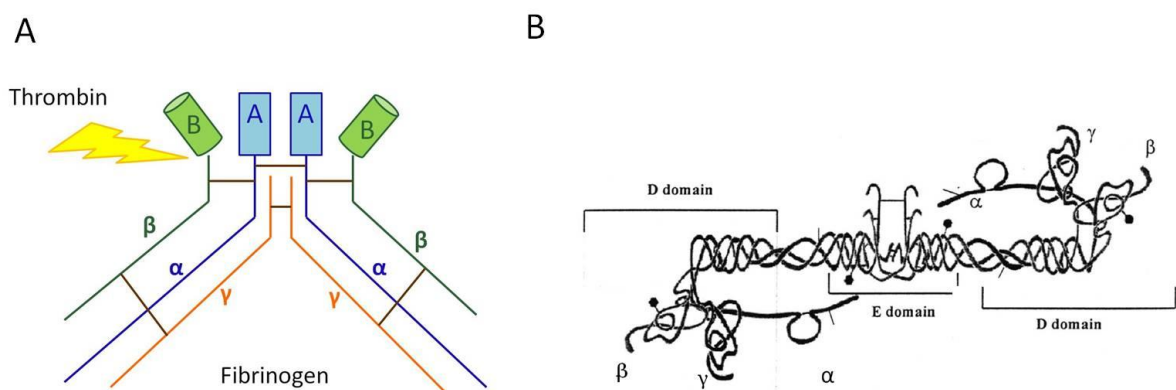 A
Thrombin
B A A B
β α γ γ α β
Fibrinogen
B
D domain
γ
β
α
E domain
D domain
β γ α